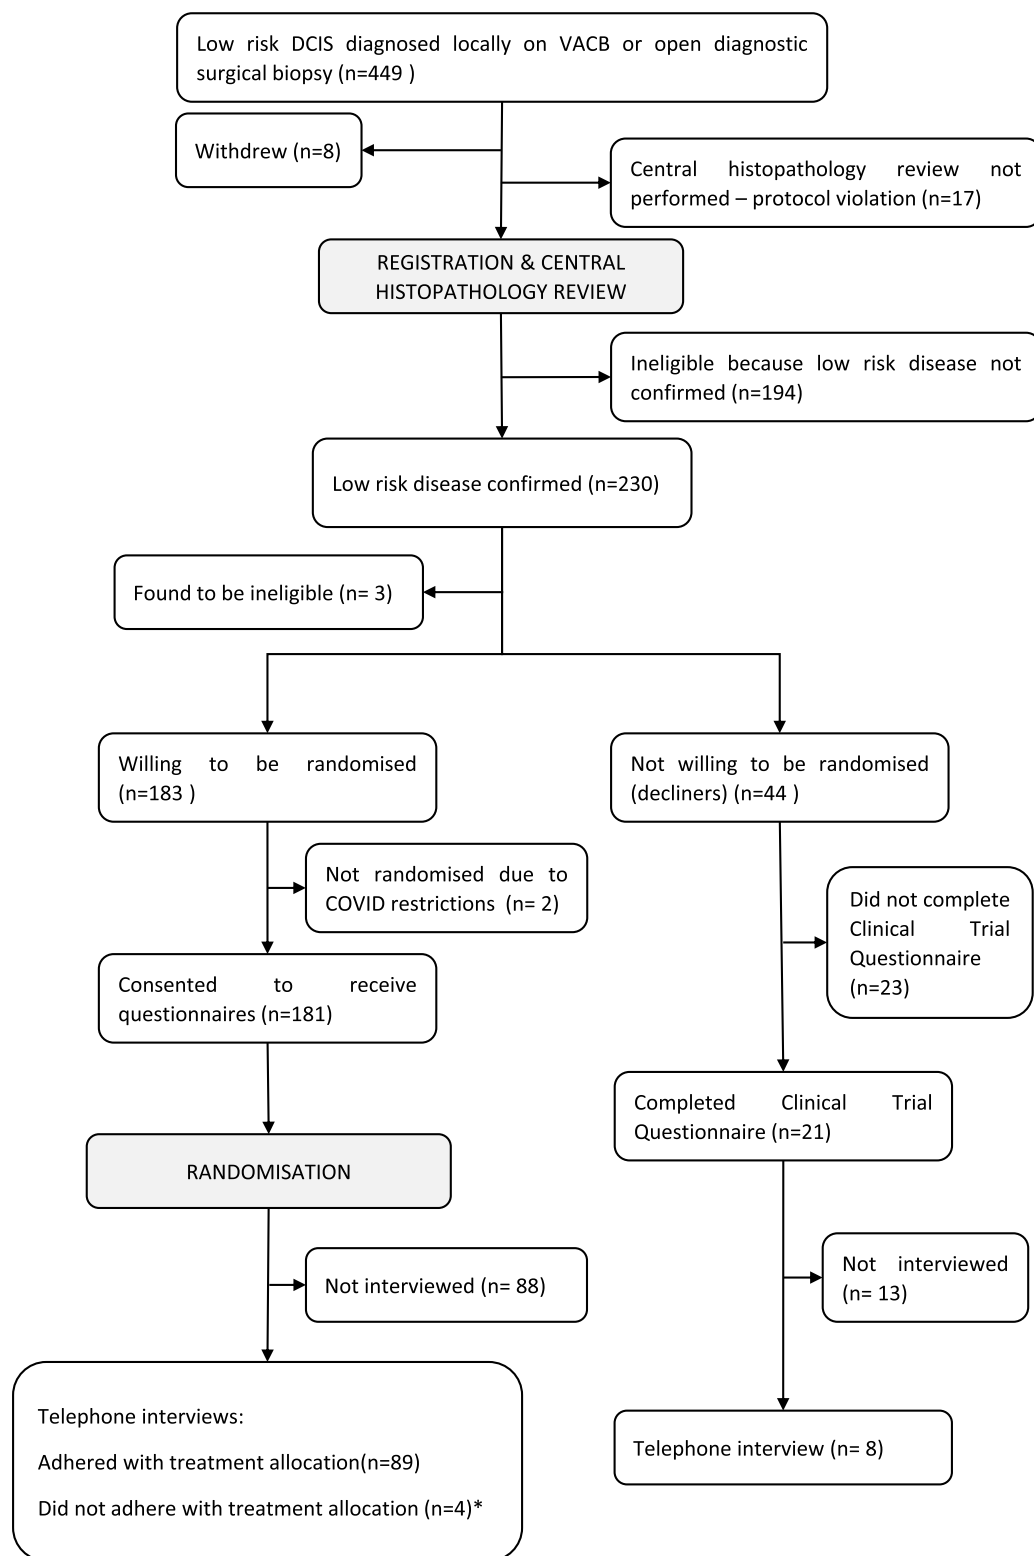 Low risk DCIS diagnosed locally on VACB or open diagnostic
surgical biopsy (n=449 )
Withdrew (n=8)
Central histopathology review not
performed – protocol violation (n=17)
REGISTRATION & CENTRAL
HISTOPATHOLOGY REVIEW
Ineligible because low risk disease not
confirmed (n=194)
Low risk disease confirmed (n=230)
Found to be ineligible (n= 3)
Willing to be randomised
(n=183 )
Not willing to be randomised
(decliners) (n=44 )
Not randomised due to
COVID restrictions (n= 2)
Did not complete
Clinical Trial
Questionnaire
(n=23)
Consented to receive
questionnaires (n=181)
Completed Clinical Trial
Questionnaire (n=21)
RANDOMISATION
Not interviewed (n= 88)
Not interviewed
(n= 13)
Telephone interviews:
Adhered with treatment allocation(n=89)
Did not adhere with treatment allocation (n=4)*
Telephone interview (n= 8)